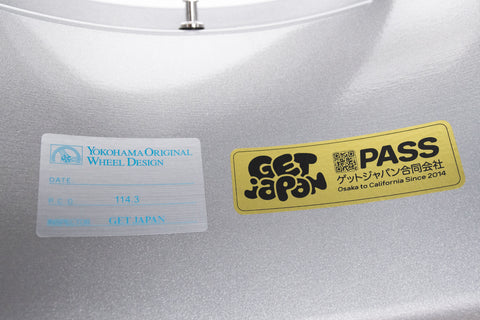 YOKOHAMA ORIGINAL
WHEEL DESIGN
DATE
114.3
GET JAPAN
GET
JAPAN
PASS
ゲットジャパン合同会社
Osaka to California Since 2014